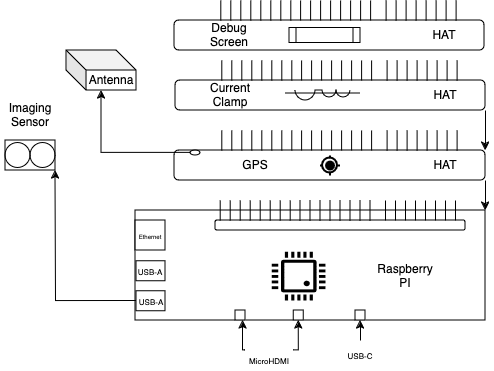 Debug
Screen
HAT
Antenna
Current
Clamp
HAT
Imaging
Sensor
GPS
HAT
Ethernet
USB-A
USB-A
Raspberry
PI
MicroHDMI
USB-C